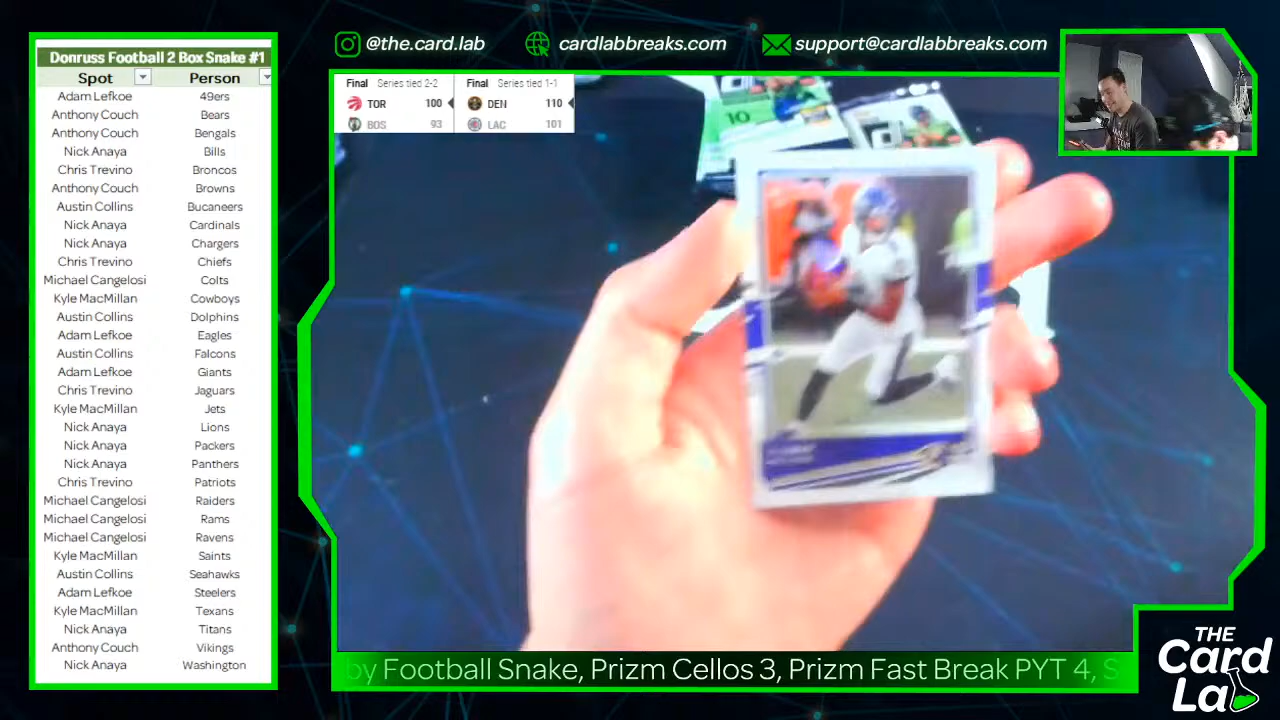 @the.card.lab
cardlabbreaks.com
support@cardlabbreaks.com
Donruss Football 2 Box Snake #1
Spot Person
Adam Lefkoe 49ers
Anthony Couch Bears
Anthony Couch Bengals
Nick Anaya Bills
Chris Trevino Broncos
Anthony Couch Browns
Austin Collins Bucaneers
Nick Anaya Cardinals
Nick Anaya Chargers
Chris Trevino Chiefs
Michael Cangelosi Colts
Kyle MacMillan Cowboys
Austin Collins Dolphins
Adam Lefkoe Eagles
Austin Collins Falcons
Adam Lefkoe Giants
Chris Trevino Jaguars
Kyle MacMillan Jets
Nick Anaya Lions
Nick Anaya Packers
Nick Anaya Panthers
Chris Trevino Patriots
Michael Cangelosi Raiders
Michael Cangelosi Rams
Michael Cangelosi Ravens
Kyle MacMillan Saints
Austin Collins Seahawks
Adam Lefkoe Steelers
Kyle MacMillan Texans
Nick Anaya Titans
Anthony Couch Vikings
Nick Anaya Washington
Final Series tied 2-2
TOR 100
BOS 93
Final Series tied 1-1
DEN 110
LAC 101
10
by Football Snake, Prizm Cellos 3, Prizm Fast Break PYT 4, S
THE
Card
La